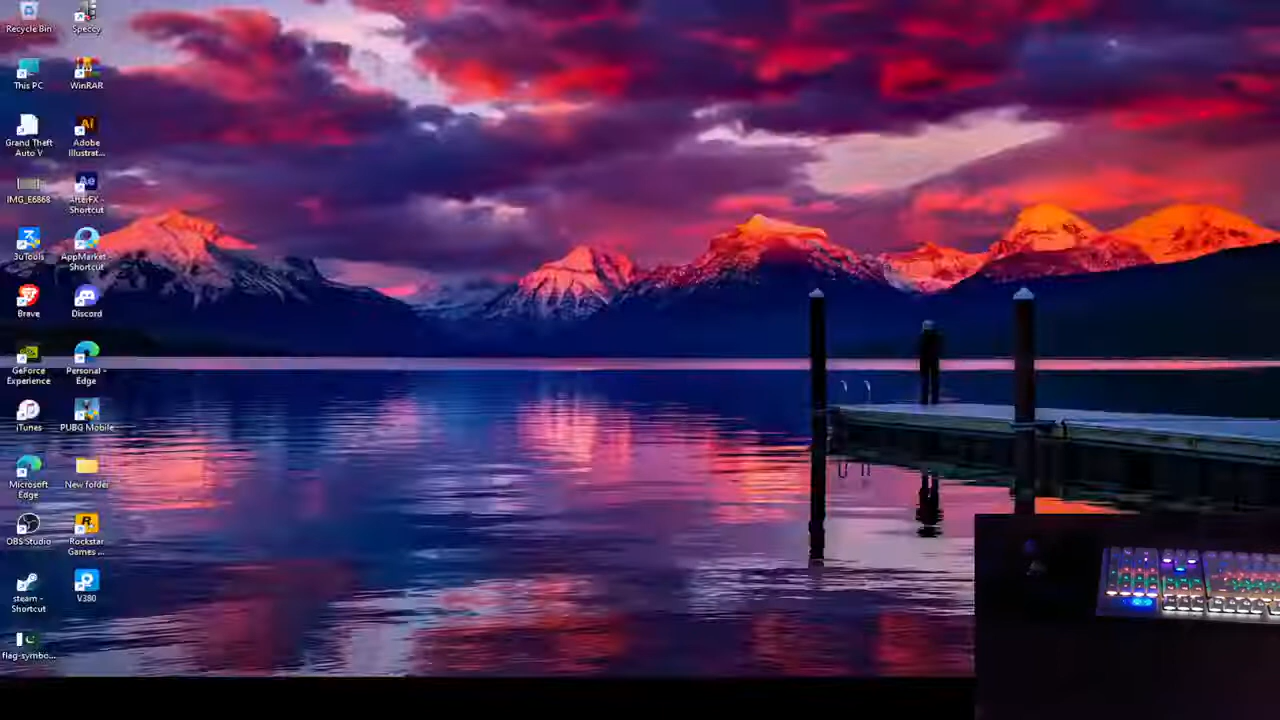 Recycle Bin
Speccy
This PC
WinRAR
Grand Theft
Auto V
Adobe
Illustrat...
IMG_E6868
AfterFX -
Shortcut
3uTools
AppMarket -
Shortcut
Brave
Discord
GeForce
Experience
Personal -
Edge
iTunes
PUBG Mobile
Microsoft
Edge
New folder
OBS Studio
Rockstar
Games ...
steam -
Shortcut
V380
flag-symbo...